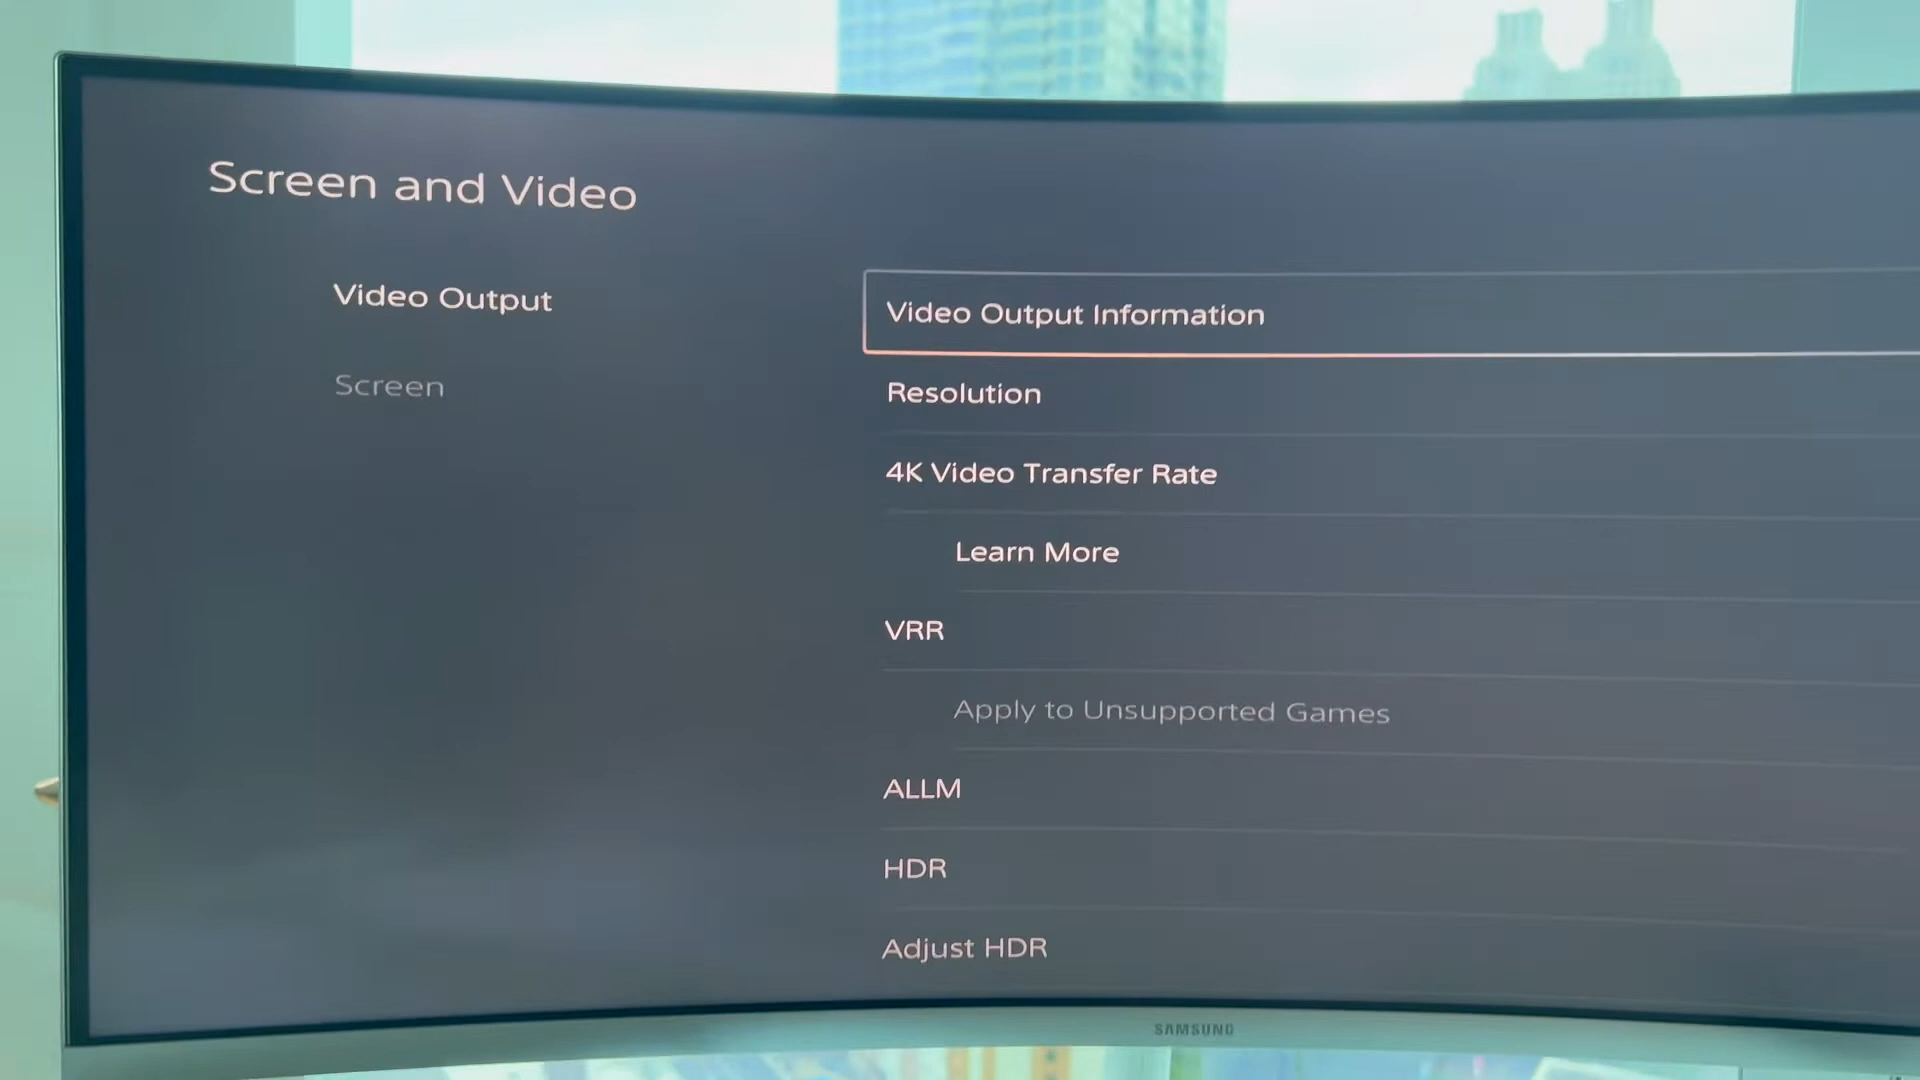 Screen and Video
Video Output
Screen
Video Output Information
Resolution
4K Video Transfer Rate
Learn More
VRR
Apply to Unsupported Games
ALLM
HDR
Adjust HDR
SAMSUNG